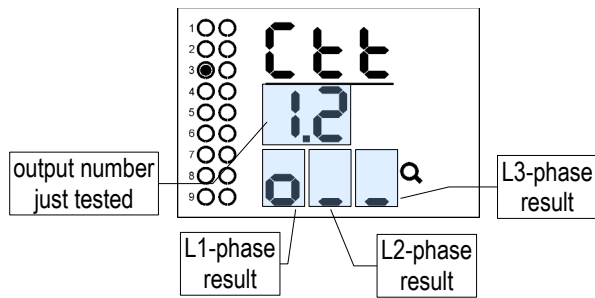 1
2
3
4
5
6
7
8
9
Ctt
1.2
o _ _
output number
just tested
L1-phase
result
L2-phase
result
L3-phase
result